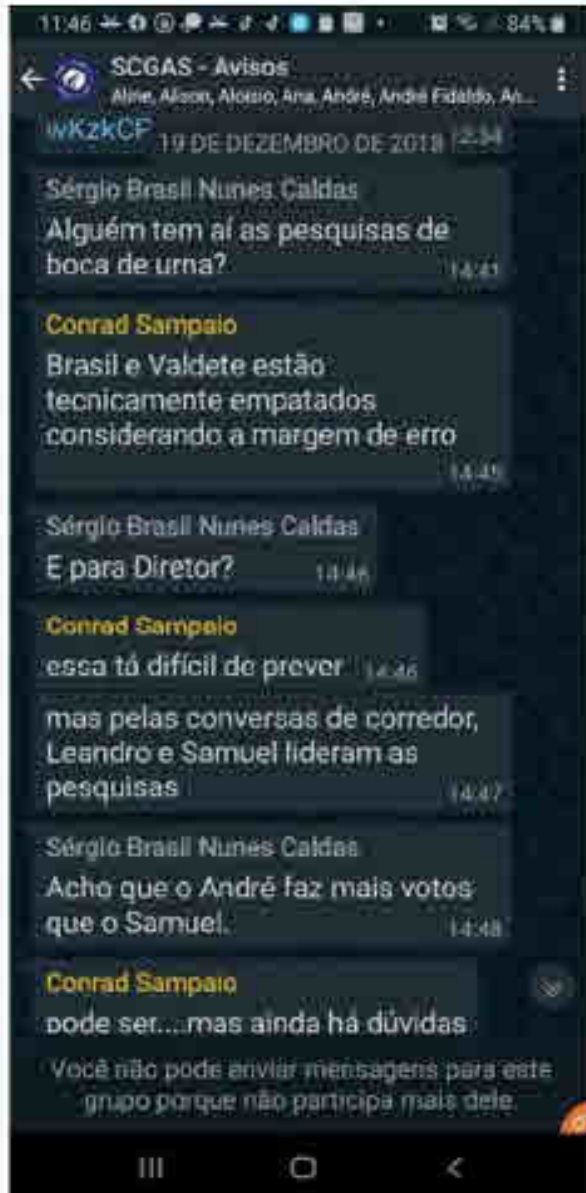 11:46 84%
SCGAS - Avisos
Aline, Alison, Aloisio, Ana, André, André Fidaldo, An...
wKzkCF 12:34
19 DE DEZEMBRO DE 2018
Sérgio Brasil Nunes Caldas
Alguém tem aí as pesquisas de
boca de urna?
14:41
Conrad Sampaio
Brasil e Valdete estão
tecnicamente empatados
considerando a margem de erro
14:45
Sérgio Brasil Nunes Caldas
E para Diretor? 14:46
Conrad Sampaio
essa tá difícil de prever 14:46
mas pelas conversas de corredor,
Leandro e Samuel lideram as
pesquisas 14:47
Sérgio Brasil Nunes Caldas
Acho que o André faz mais votos
que o Samuel. 14:48
Conrad Sampaio
pode ser....mas ainda há dúvidas
Você não pode enviar mensagens para este
grupo porque não participa mais dele.